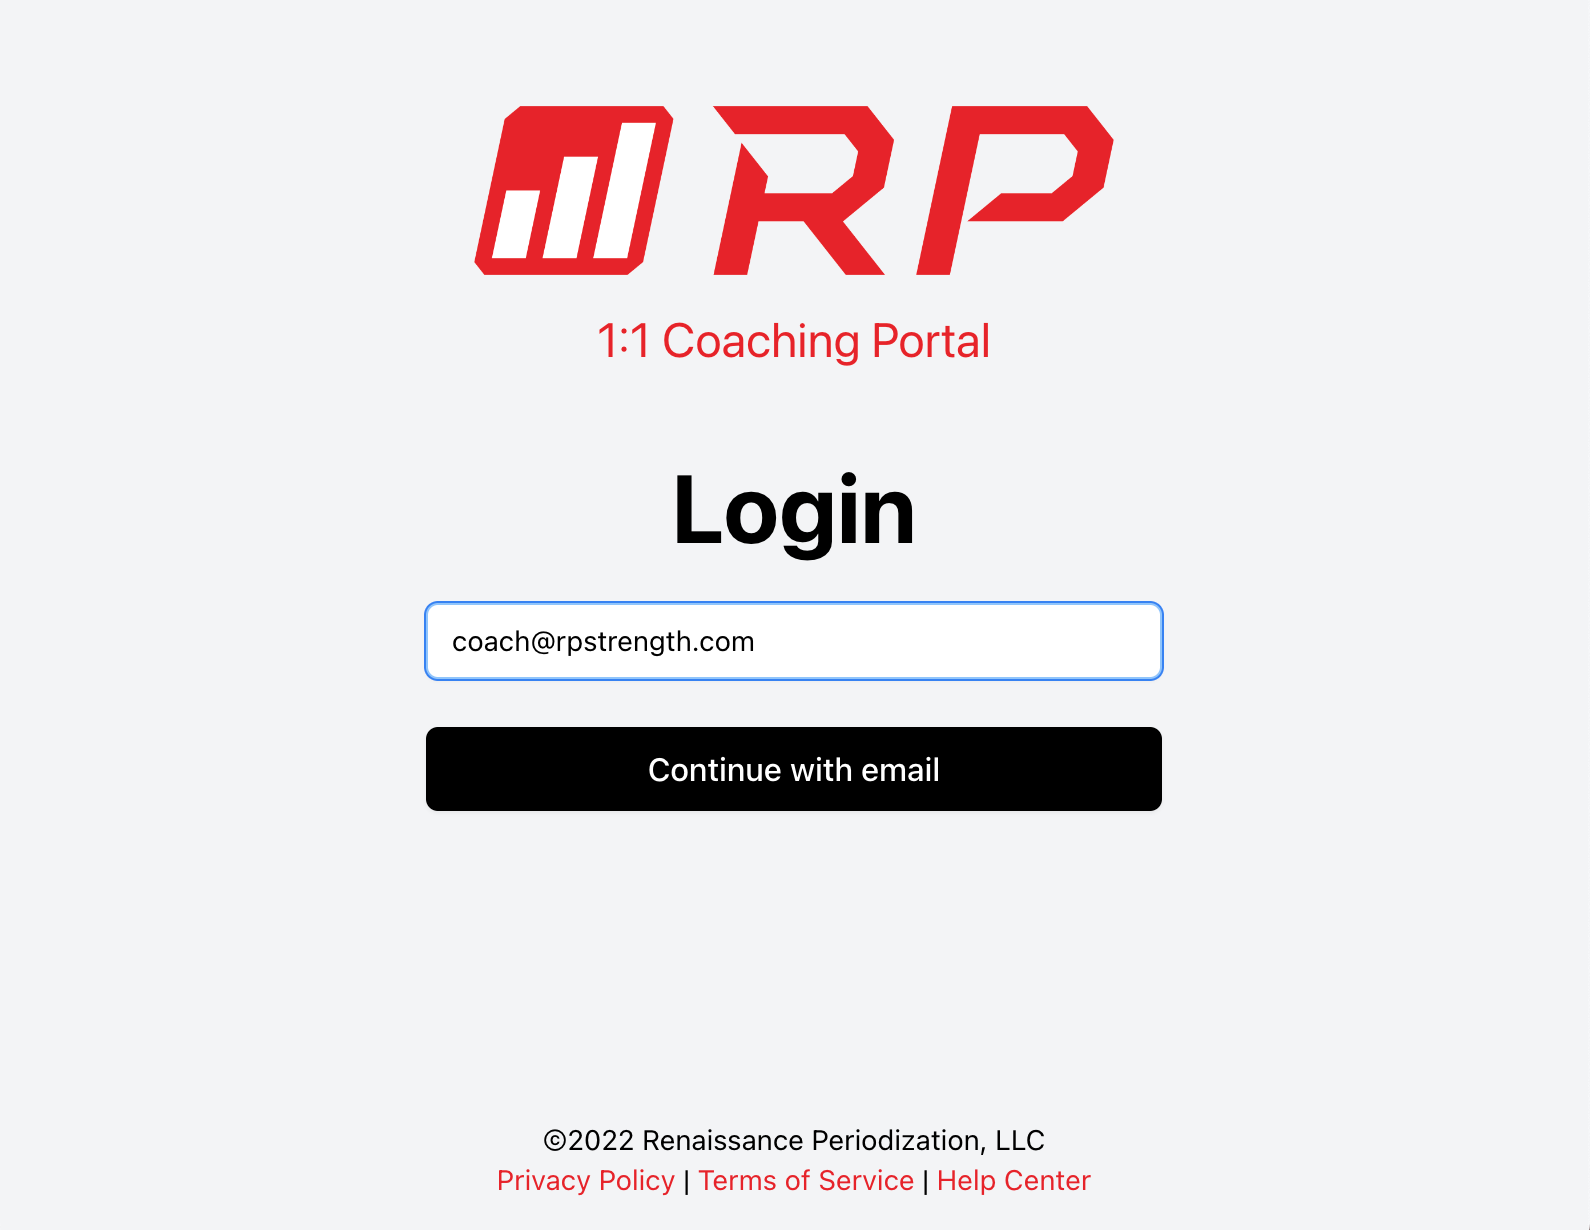 RP
1:1 Coaching Portal
Login
coach@rpstrength.com
Continue with email
©2022 Renaissance Periodization, LLC
Privacy Policy | Terms of Service | Help Center